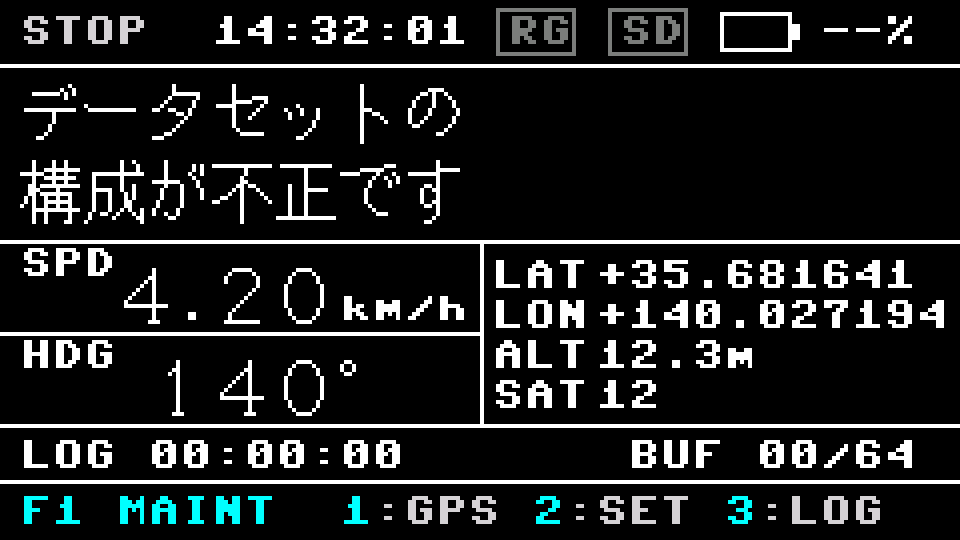 STOP 14:32:01 RG SD --%
データセットの
構成が不正です
SPD 4.20 km/h
HDG 140°
LAT +35.681641
LON +140.027194
ALT 12.3m
SAT 12
LOG 00:00:00 BUF 00/64
F1 MAINT 1:GPS 2:SET 3:LOG